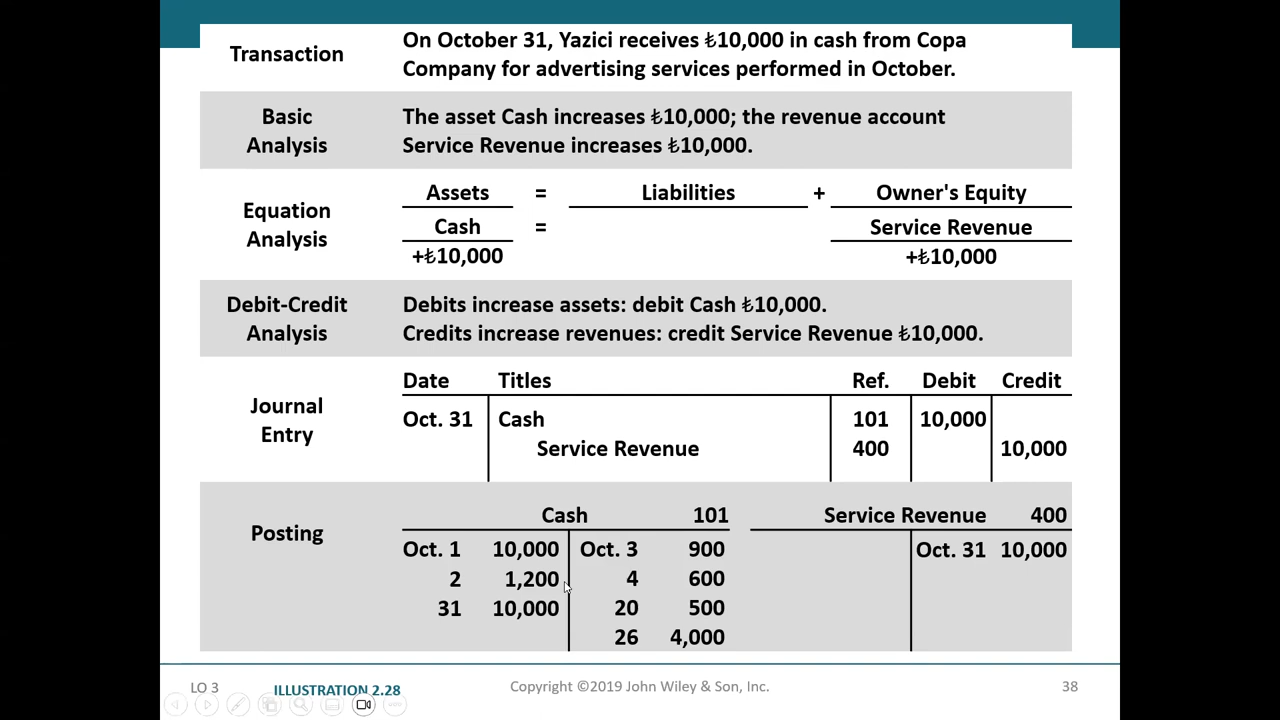 Transaction
On October 31, Yazici receives ₺10,000 in cash from Copa
Company for advertising services performed in October.
Basic
Analysis
The asset Cash increases ₺10,000; the revenue account
Service Revenue increases ₺10,000.
Equation
Analysis
Assets = Liabilities + Owner's Equity
Cash = Service Revenue
+₺10,000 +₺10,000
Debit-Credit
Analysis
Debits increase assets: debit Cash ₺10,000.
Credits increase revenues: credit Service Revenue ₺10,000.
Journal
Entry
Date Titles Ref. Debit Credit
Oct. 31 Cash 101 10,000
Service Revenue 400 10,000
Posting
Cash 101 Service Revenue 400
Oct. 1 10,000 Oct. 3 900 Oct. 31 10,000
2 1,200 4 600
31 10,000 20 500
26 4,000
LO 3 ILLUSTRATION 2.28 Copyright ©2019 John Wiley & Son, Inc. 38